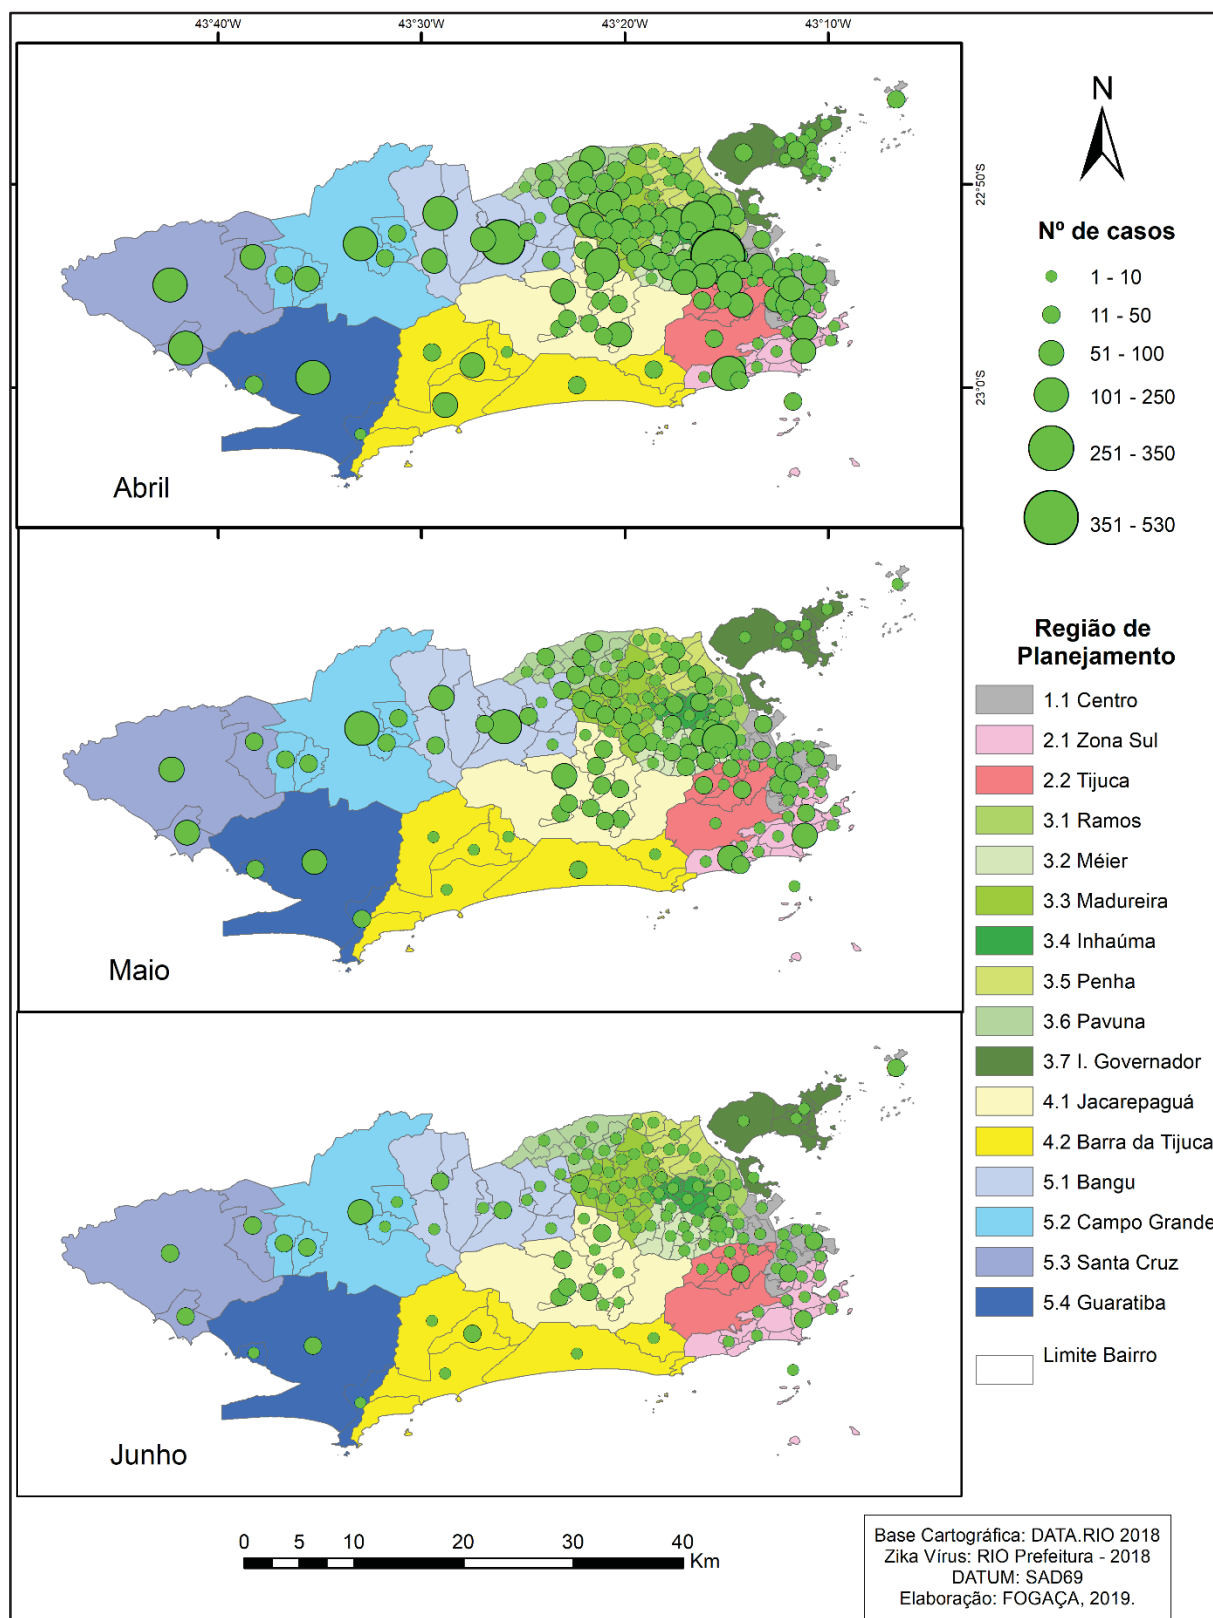 43°40'W 43°30'W 43°20'W 43°10'W
N
22°50'S
23°0'S
Abril
Nº de casos
1 - 10
11 - 50
51 - 100
101 - 250
251 - 350
351 - 530
Maio
Região de
Planejamento
1.1 Centro
2.1 Zona Sul
2.2 Tijuca
3.1 Ramos
3.2 Méier
3.3 Madureira
3.4 Inhaúma
3.5 Penha
3.6 Pavuna
3.7 I. Governador
4.1 Jacarepaguá
4.2 Barra da Tijuca
5.1 Bangu
5.2 Campo Grande
5.3 Santa Cruz
5.4 Guaratiba
Limite Bairro
Junho
0 5 10 20 30 40
Km
Base Cartográfica: DATA.RIO 2018
Zika Vírus: RIO Prefeitura - 2018
DATUM: SAD69
Elaboração: FOGAÇA, 2019.